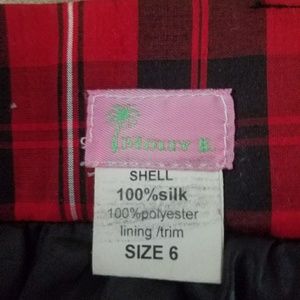 SHELL
100%silk
100%polyester
lining /trim
SIZE 6